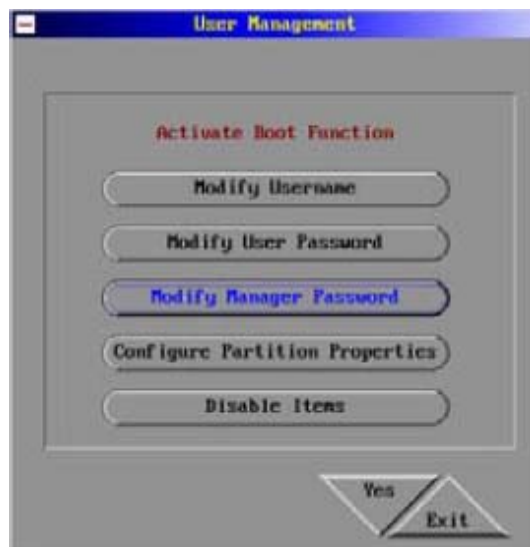 User Management
Activate Boot Function
Modify Username
Modify User Password
Modify Manager Password
Configure Partition Properties
Disable Items
Yes
Exit